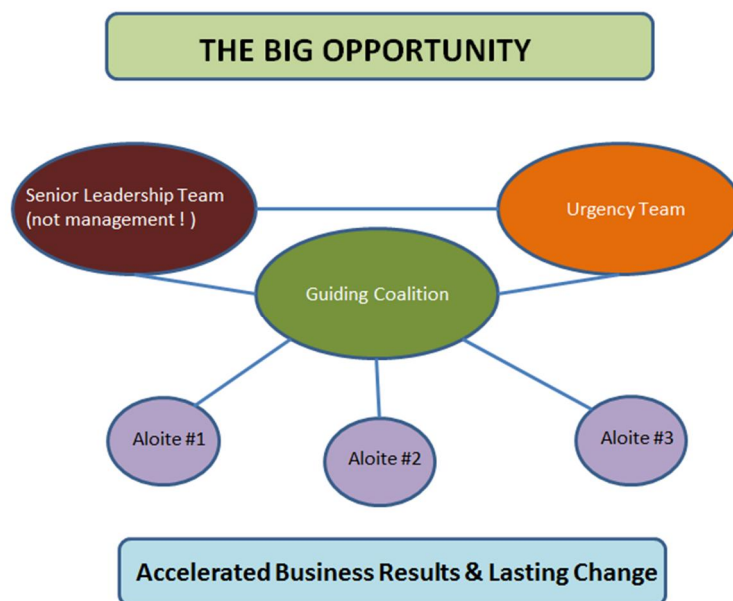 THE BIG OPPORTUNITY
Senior Leadership Team
(not management ! )
Urgency Team
Guiding Coalition
Aloite #1
Aloite #2
Aloite #3
Accelerated Business Results & Lasting Change